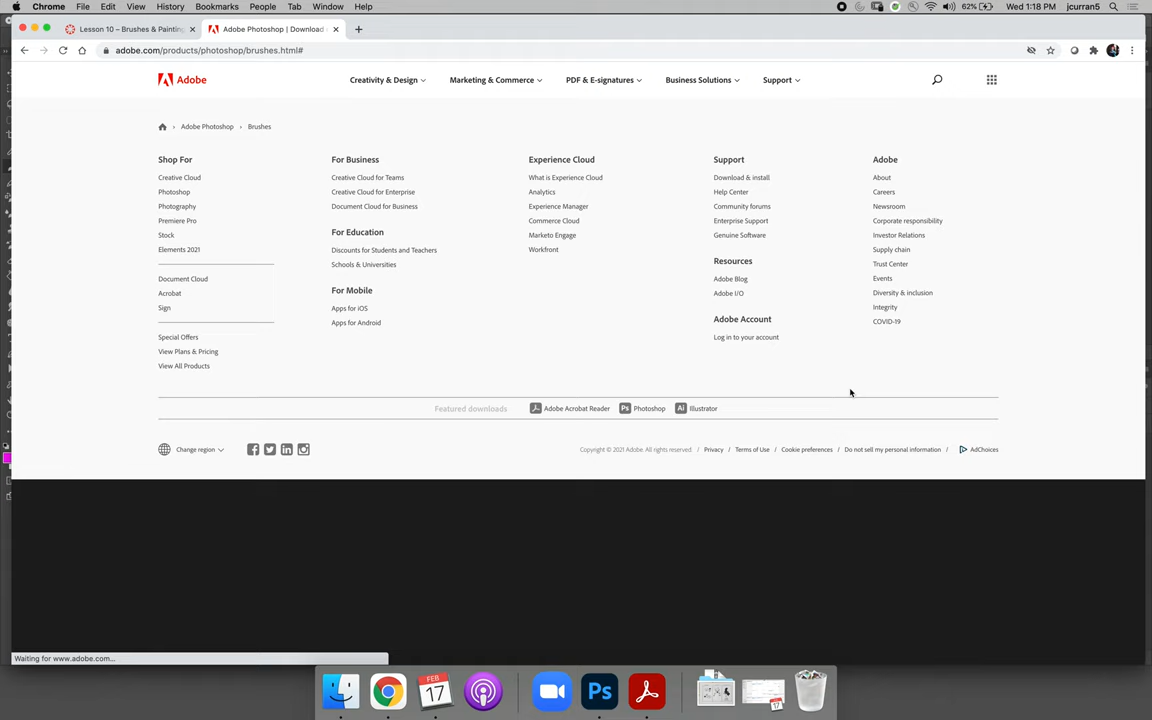 Chrome File Edit View History Bookmarks People Tab Window Help 62% Wed 1:18 PM jcurran5
Lesson 10 – Brushes & Painting Adobe Photoshop | Download
adobe.com/products/photoshop/brushes.html#
Adobe Creativity & Design Marketing & Commerce PDF & E-signatures Business Solutions Support
Adobe Photoshop › Brushes
Shop For
Creative Cloud
Photoshop
Photography
Premiere Pro
Stock
Elements 2021
Document Cloud
Acrobat
Sign
Special Offers
View Plans & Pricing
View All Products
For Business
Creative Cloud for Teams
Creative Cloud for Enterprise
Document Cloud for Business
For Education
Discounts for Students and Teachers
Schools & Universities
For Mobile
Apps for iOS
Apps for Android
Experience Cloud
What is Experience Cloud
Analytics
Experience Manager
Commerce Cloud
Marketo Engage
Workfront
Support
Download & install
Help Center
Community forums
Enterprise Support
Genuine Software
Resources
Adobe Blog
Adobe I/O
Adobe Account
Log in to your account
Adobe
About
Careers
Newsroom
Corporate responsibility
Investor Relations
Supply chain
Trust Center
Events
Diversity & inclusion
Integrity
COVID-19
Featured downloads Adobe Acrobat Reader Ps Photoshop Ai Illustrator
Change region Copyright © 2021 Adobe. All rights reserved. / Privacy / Terms of Use / Cookie preferences / Do not sell my personal information / AdChoices
Waiting for www.adobe.com...
FEB
17 Ps 17